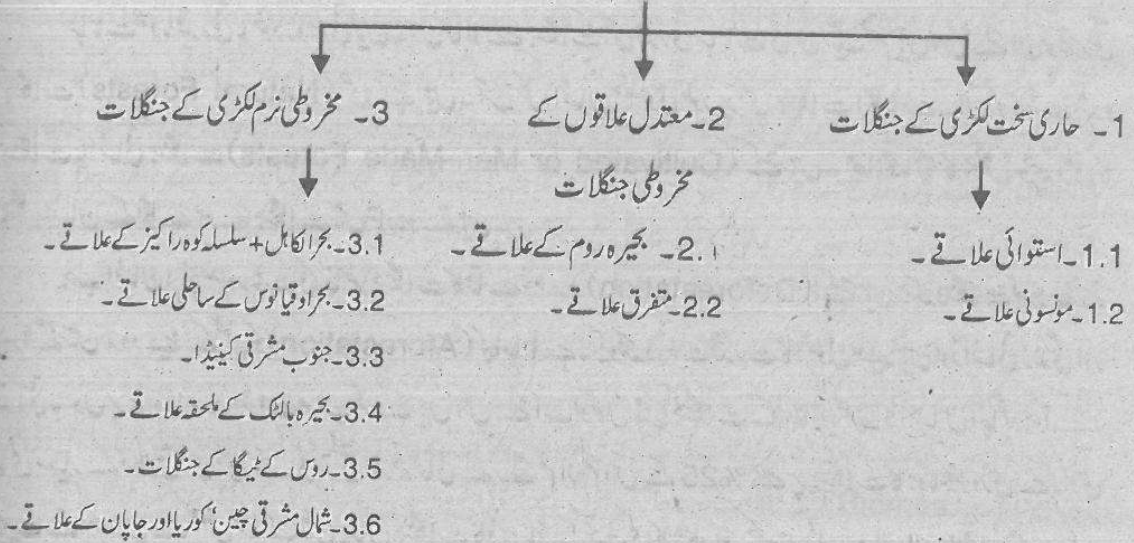 1۔ حاری سخت لکڑی کے جنگلات
1.1۔ استوائی علاقے۔
1.2۔ مونسونی علاقے۔
2۔ معتدل علاقوں کے
مخروطی جنگلات
2.1۔ بحیرہ روم کے علاقے۔
2.2۔ متفرق علاقے۔
3۔ مخروطی نرم لکڑی کے جنگلات
3.1۔ بحرالکاہل + سلسلہ کوہ راکیز کے علاقے۔
3.2۔ بحراوقیانوس کے ساحلی علاقے۔
3.3۔ جنوب مشرقی کینیڈا۔
3.4۔ بحیرہ بالٹک کے ملحقہ علاقے۔
3.5۔ روس کے ٹیگا کے جنگلات۔
3.6۔ شمال مشرقی چین، کوریا اور جاپان کے علاقے۔